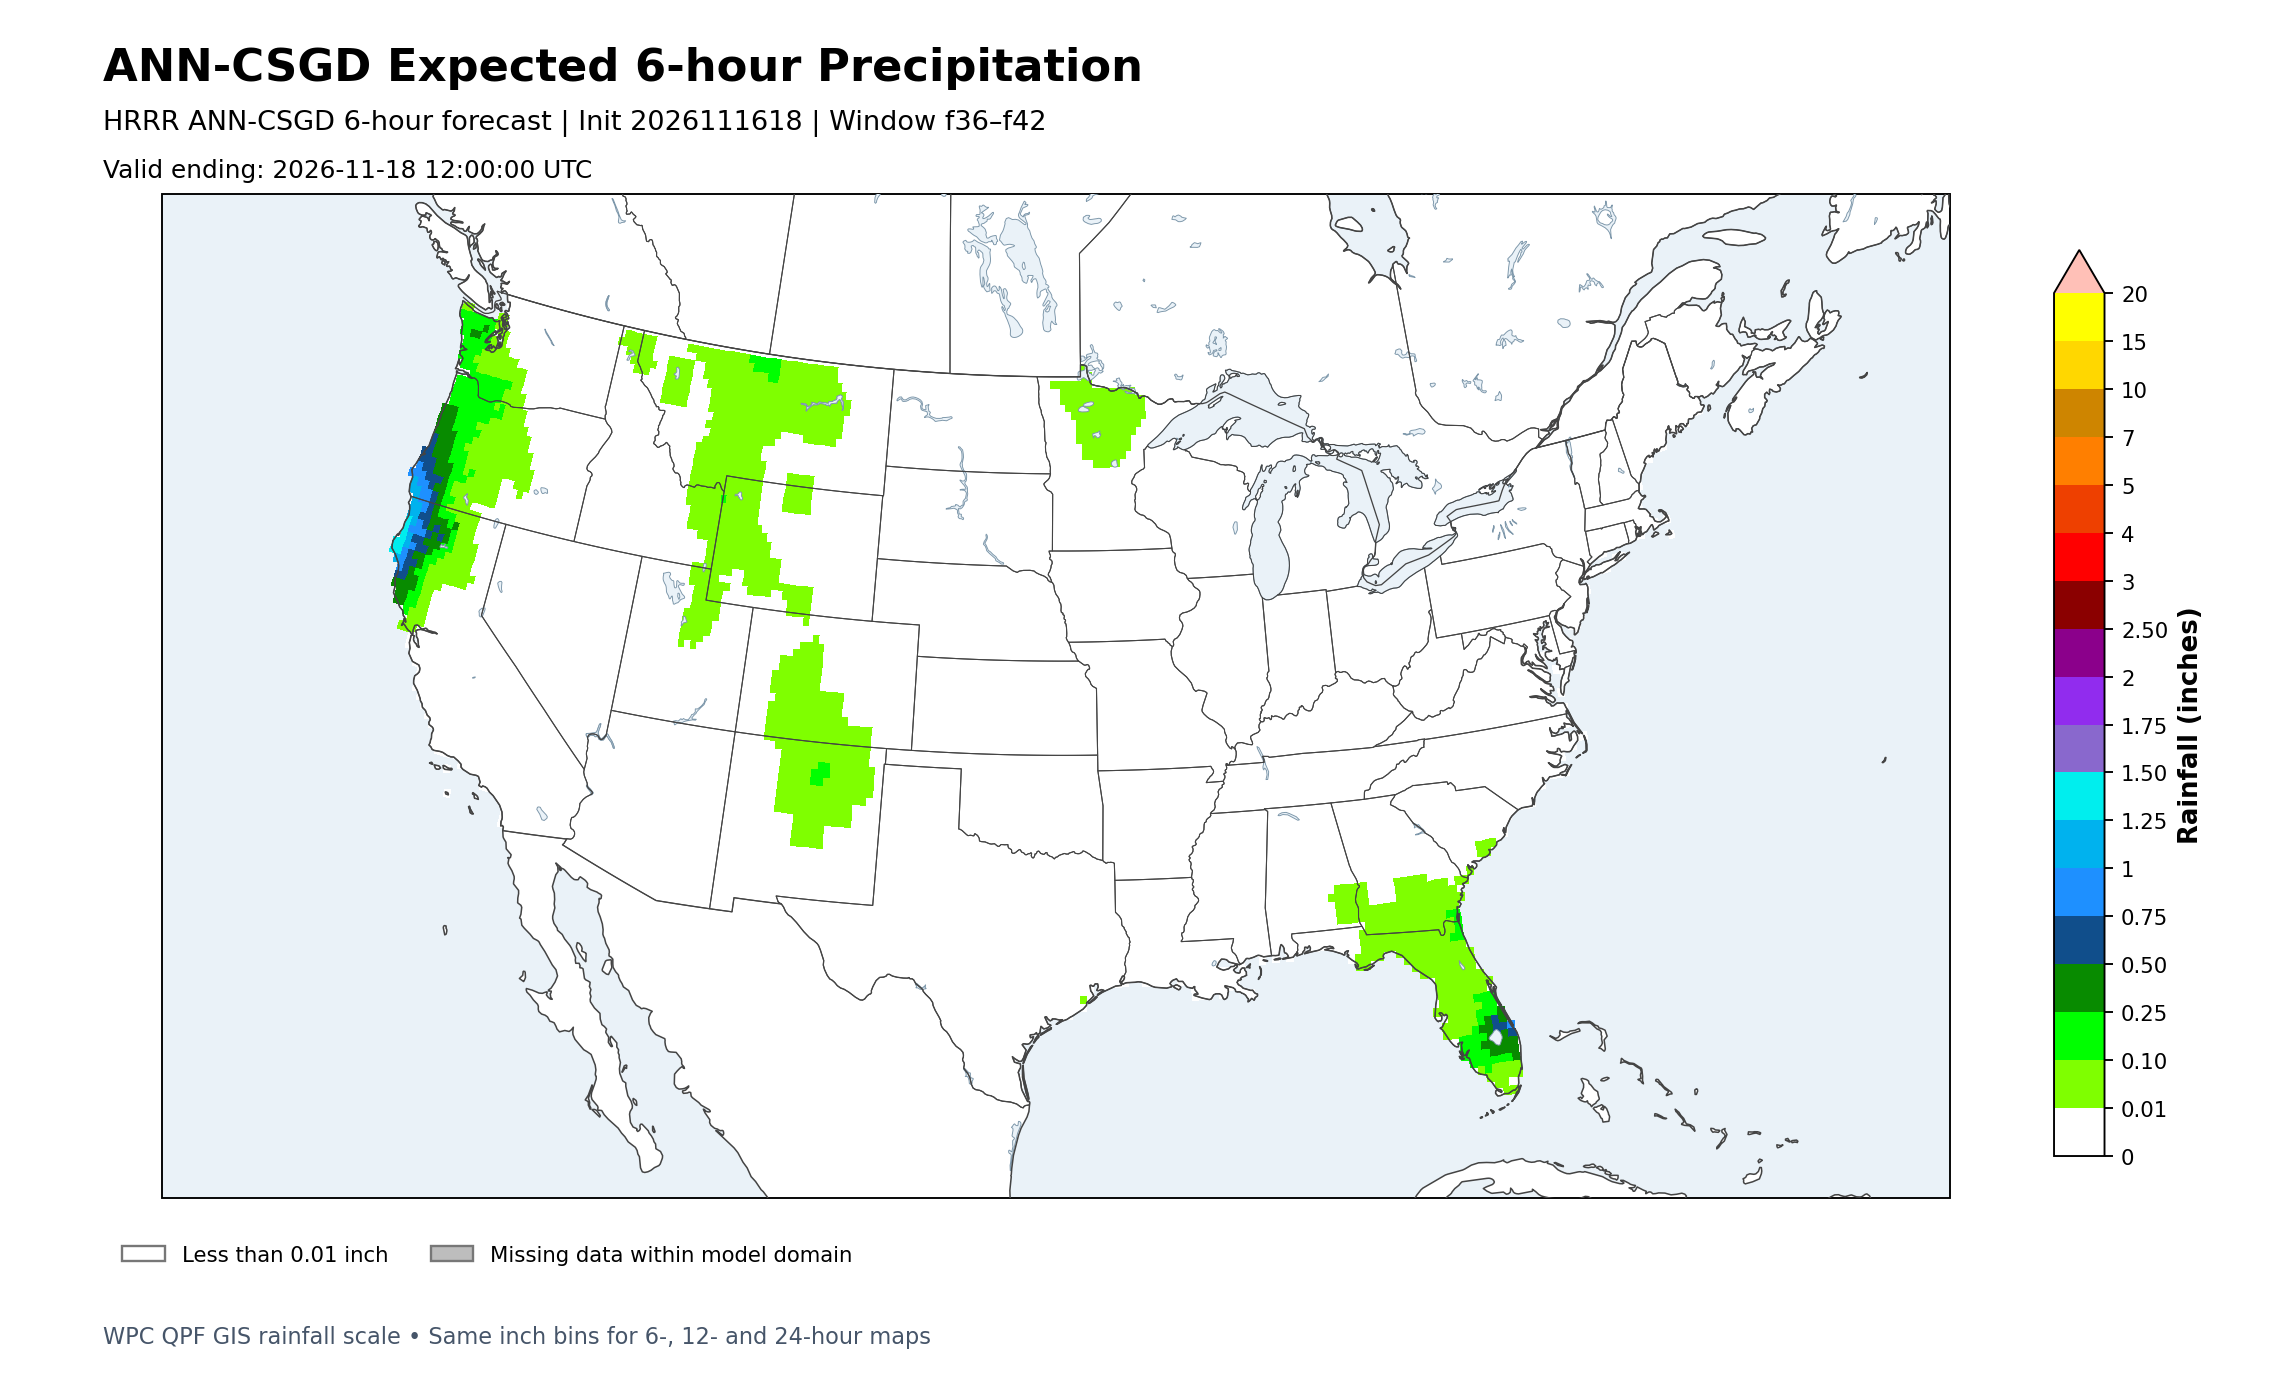 ANN-CSGD Expected 6-hour Precipitation
HRRR ANN-CSGD 6-hour forecast | Init 2026111618 | Window f36–f42
Valid ending: 2026-11-18 12:00:00 UTC
20
15
10
7
5
4
3
2.50
2
1.75
1.50
1.25
1
0.75
0.50
0.25
0.10
0.01
0
Rainfall (inches)
Less than 0.01 inch
Missing data within model domain
WPC QPF GIS rainfall scale • Same inch bins for 6-, 12- and 24-hour maps